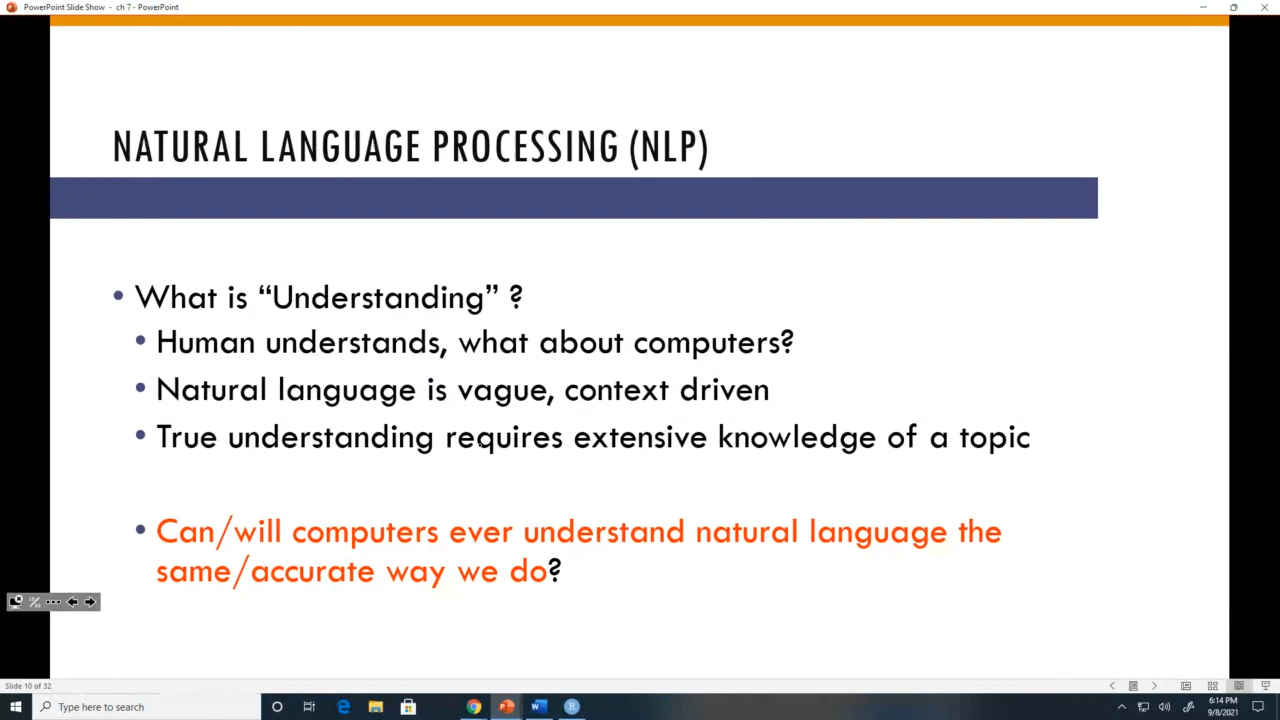 PowerPoint Slide Show - ch 7 - PowerPoint
NATURAL LANGUAGE PROCESSING (NLP)
• What is “Understanding” ?
• Human understands, what about computers?
• Natural language is vague, context driven
• True understanding requires extensive knowledge of a topic
• Can/will computers ever understand natural language the
same/accurate way we do?
Slide 10 of 32
Type here to search
6:14 PM
9/8/2021